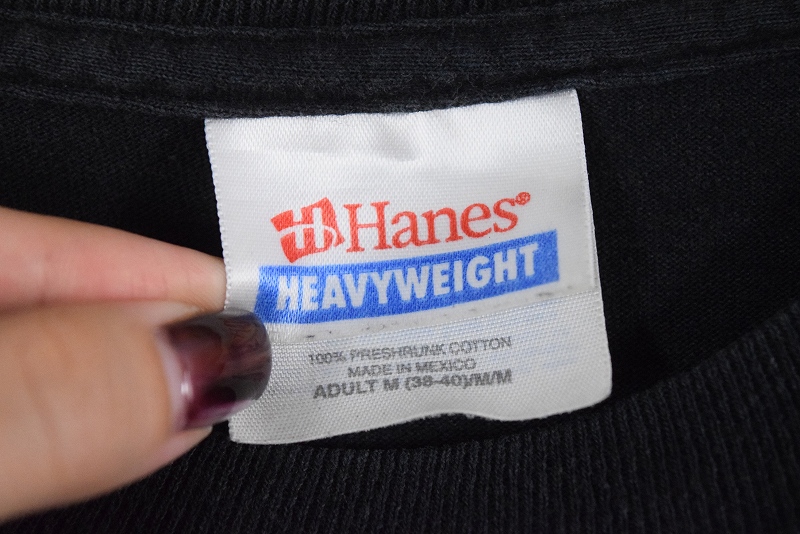 Hanes®
HEAVYWEIGHT
100% PRESHRUNK COTTON
MADE IN MEXICO
ADULT M (38-40)/M/M